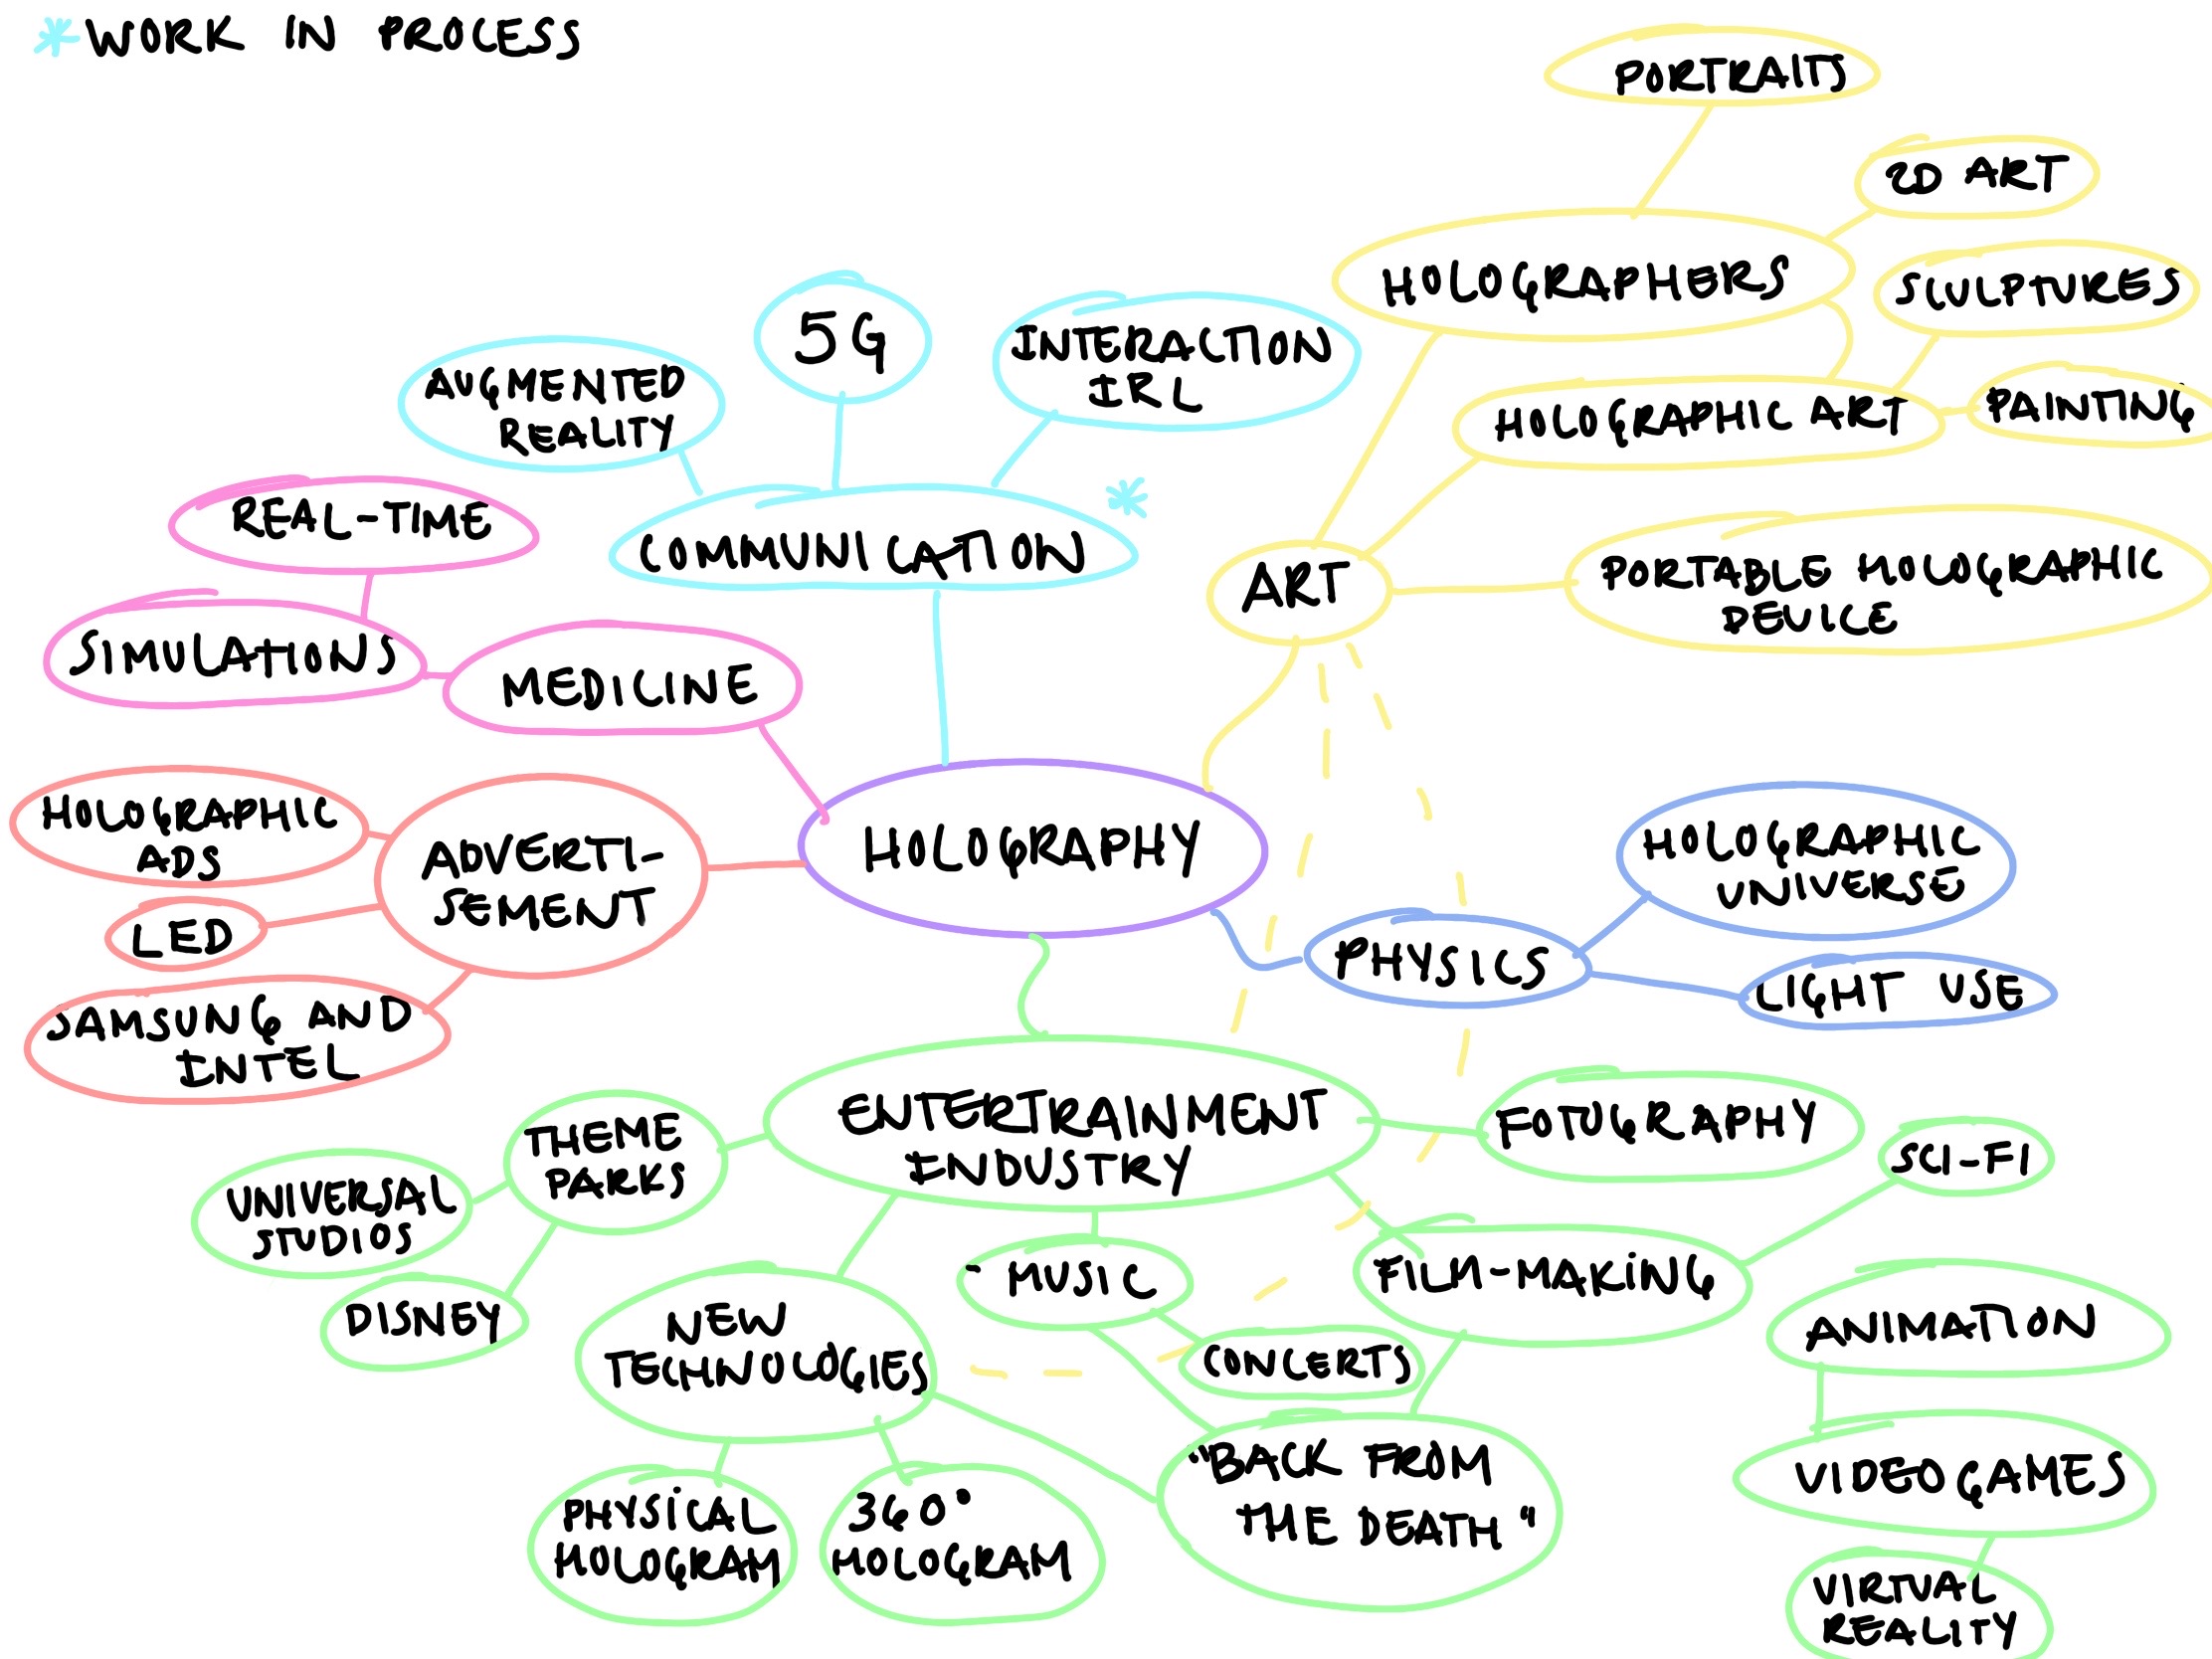 *WORK IN PROCESS
PORTRAITS
2D ART
HOLOGRAPHERS
SCULPTURES
5G
INTERACTION
IRL
AUGMENTED
REALITY
HOLOGRAPHIC ART
PAINTING
REAL-TIME
COMMUNICATION
*
ART
PORTABLE HOLOGRAPHIC
DEVICE
SIMULATIONS
MEDICINE
HOLOGRAPHIC
ADS
ADVERTI-
SEMENT
HOLOGRAPHY
HOLOGRAPHIC
UNIVERSE
LED
PHYSICS
LIGHT USE
SAMSUNG AND
INTEL
ENTERTRAINMENT
INDUSTRY
FOTOGRAPHY
THEME
PARKS
SCI-FI
UNIVERSAL
STUDIOS
MUSIC
FILM-MAKING
DISNEY
NEW
TECHNOLOGIES
CONCERTS
ANIMATION
"BACK FROM
THE DEATH"
VIDEOGAMES
PHYSICAL
HOLOGRAM
360°
HOLOGRAM
VIRTUAL
REALITY